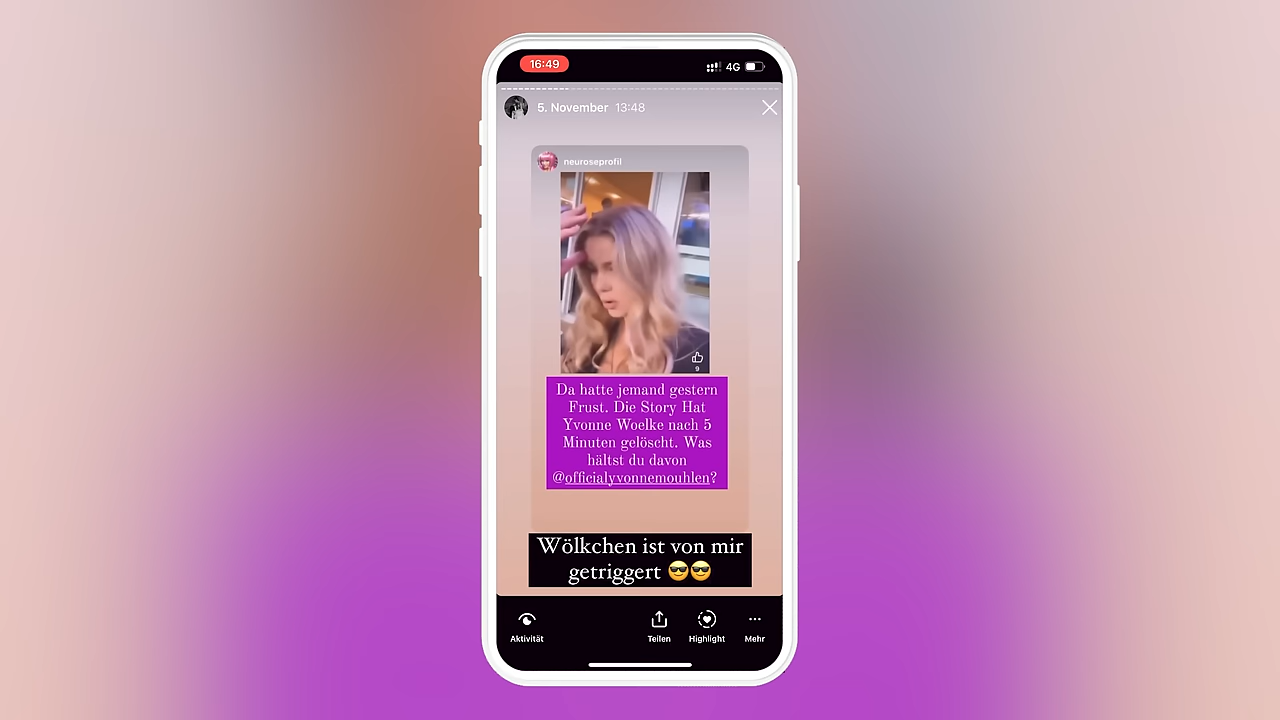 16:49
4G
5. November 13:48
neuroseprofil
9
Da hatte jemand gestern
Frust. Die Story Hat
Yvonne Woelke nach 5
Minuten gelöscht. Was
hältst du davon
@officialyvonnemouhlen?
Wölkchen ist von mir
getriggert 😎😎
Aktivität
Teilen
Highlight
Mehr